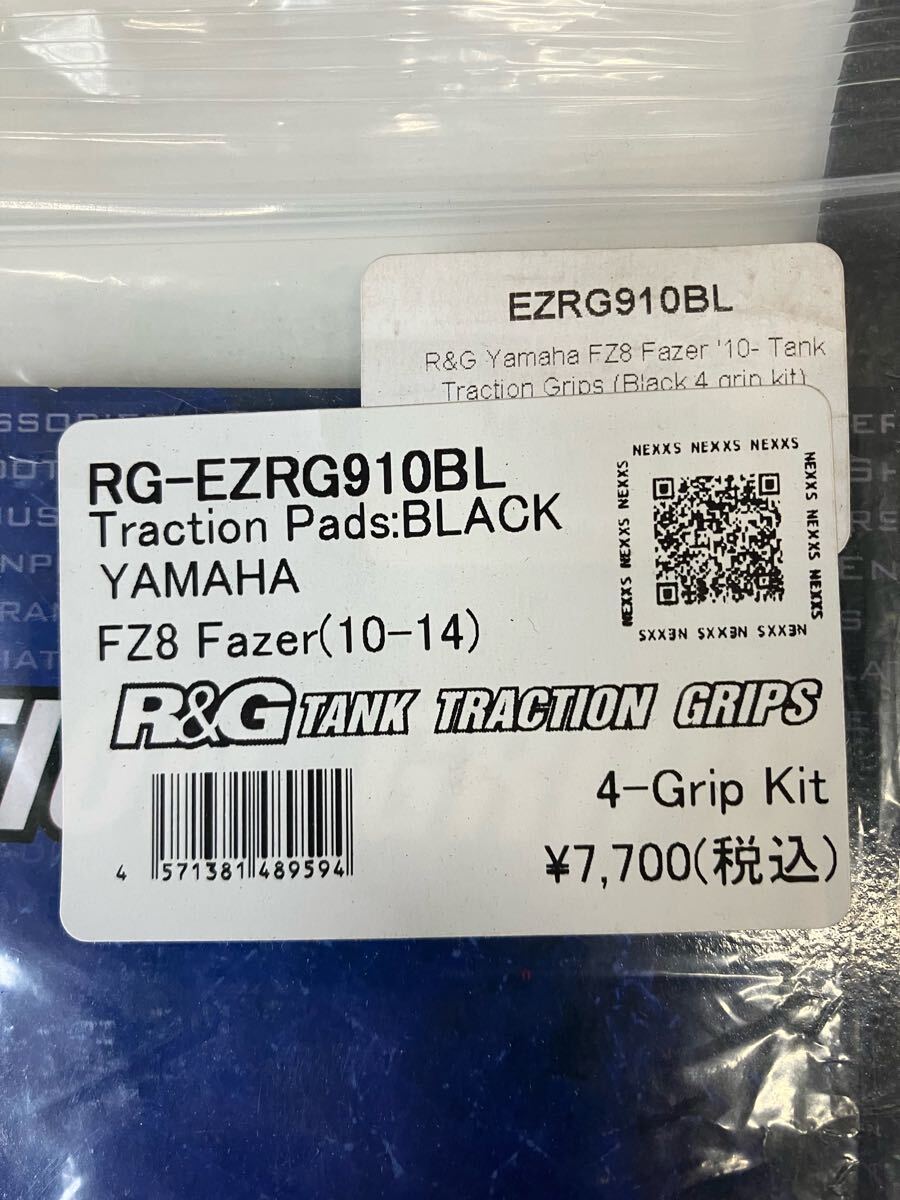 EZRG910BL
R&G Yamaha FZ8 Fazer '10- Tank
Traction Grips (Black 4 grip kit)
RG-EZRG910BL
Traction Pads:BLACK
YAMAHA
FZ8 Fazer(10-14)
NEXXS NEXXS NEXXS
NEXXS NEXXS NEXXS
NEXXS NEXXS NEXXS
NEXXS NEXXS NEXXS
R&G TANK TRACTION GRIPS
4-Grip Kit
¥7,700(税込)
4 571381 489594